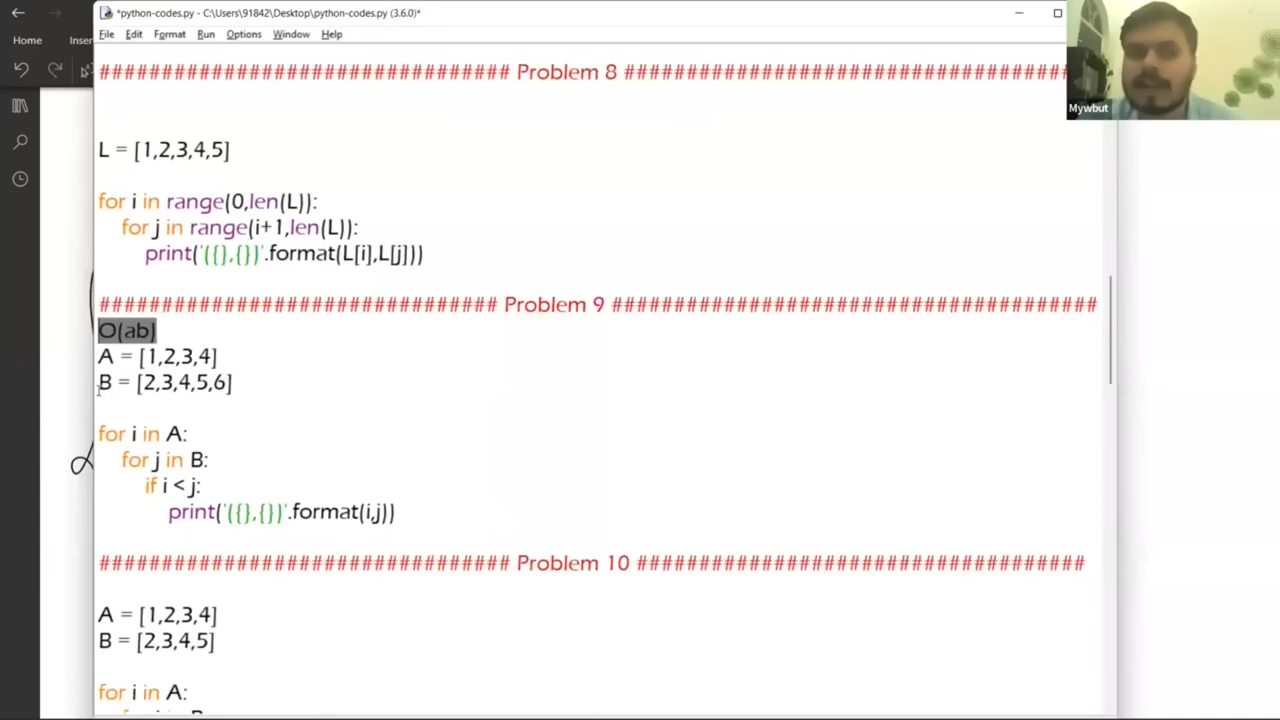 *python-codes.py - C:\Users\91842\Desktop\python-codes.py (3.6.0)*
Home
File Edit Format Run Options Window Help
################################ Problem 8 ##################################
Mywbut
L = [1,2,3,4,5]
for i in range(0,len(L)):
for j in range(i+1,len(L)):
print('({},{})'.format(L[i],L[j]))
############################### Problem 9 ######################################
O(ab)
A = [1,2,3,4]
B = [2,3,4,5,6]
for i in A:
for j in B:
if i < j:
print('({},{})'.format(i,j))
################################ Problem 10 ###################################
A = [1,2,3,4]
B = [2,3,4,5]
for i in A: